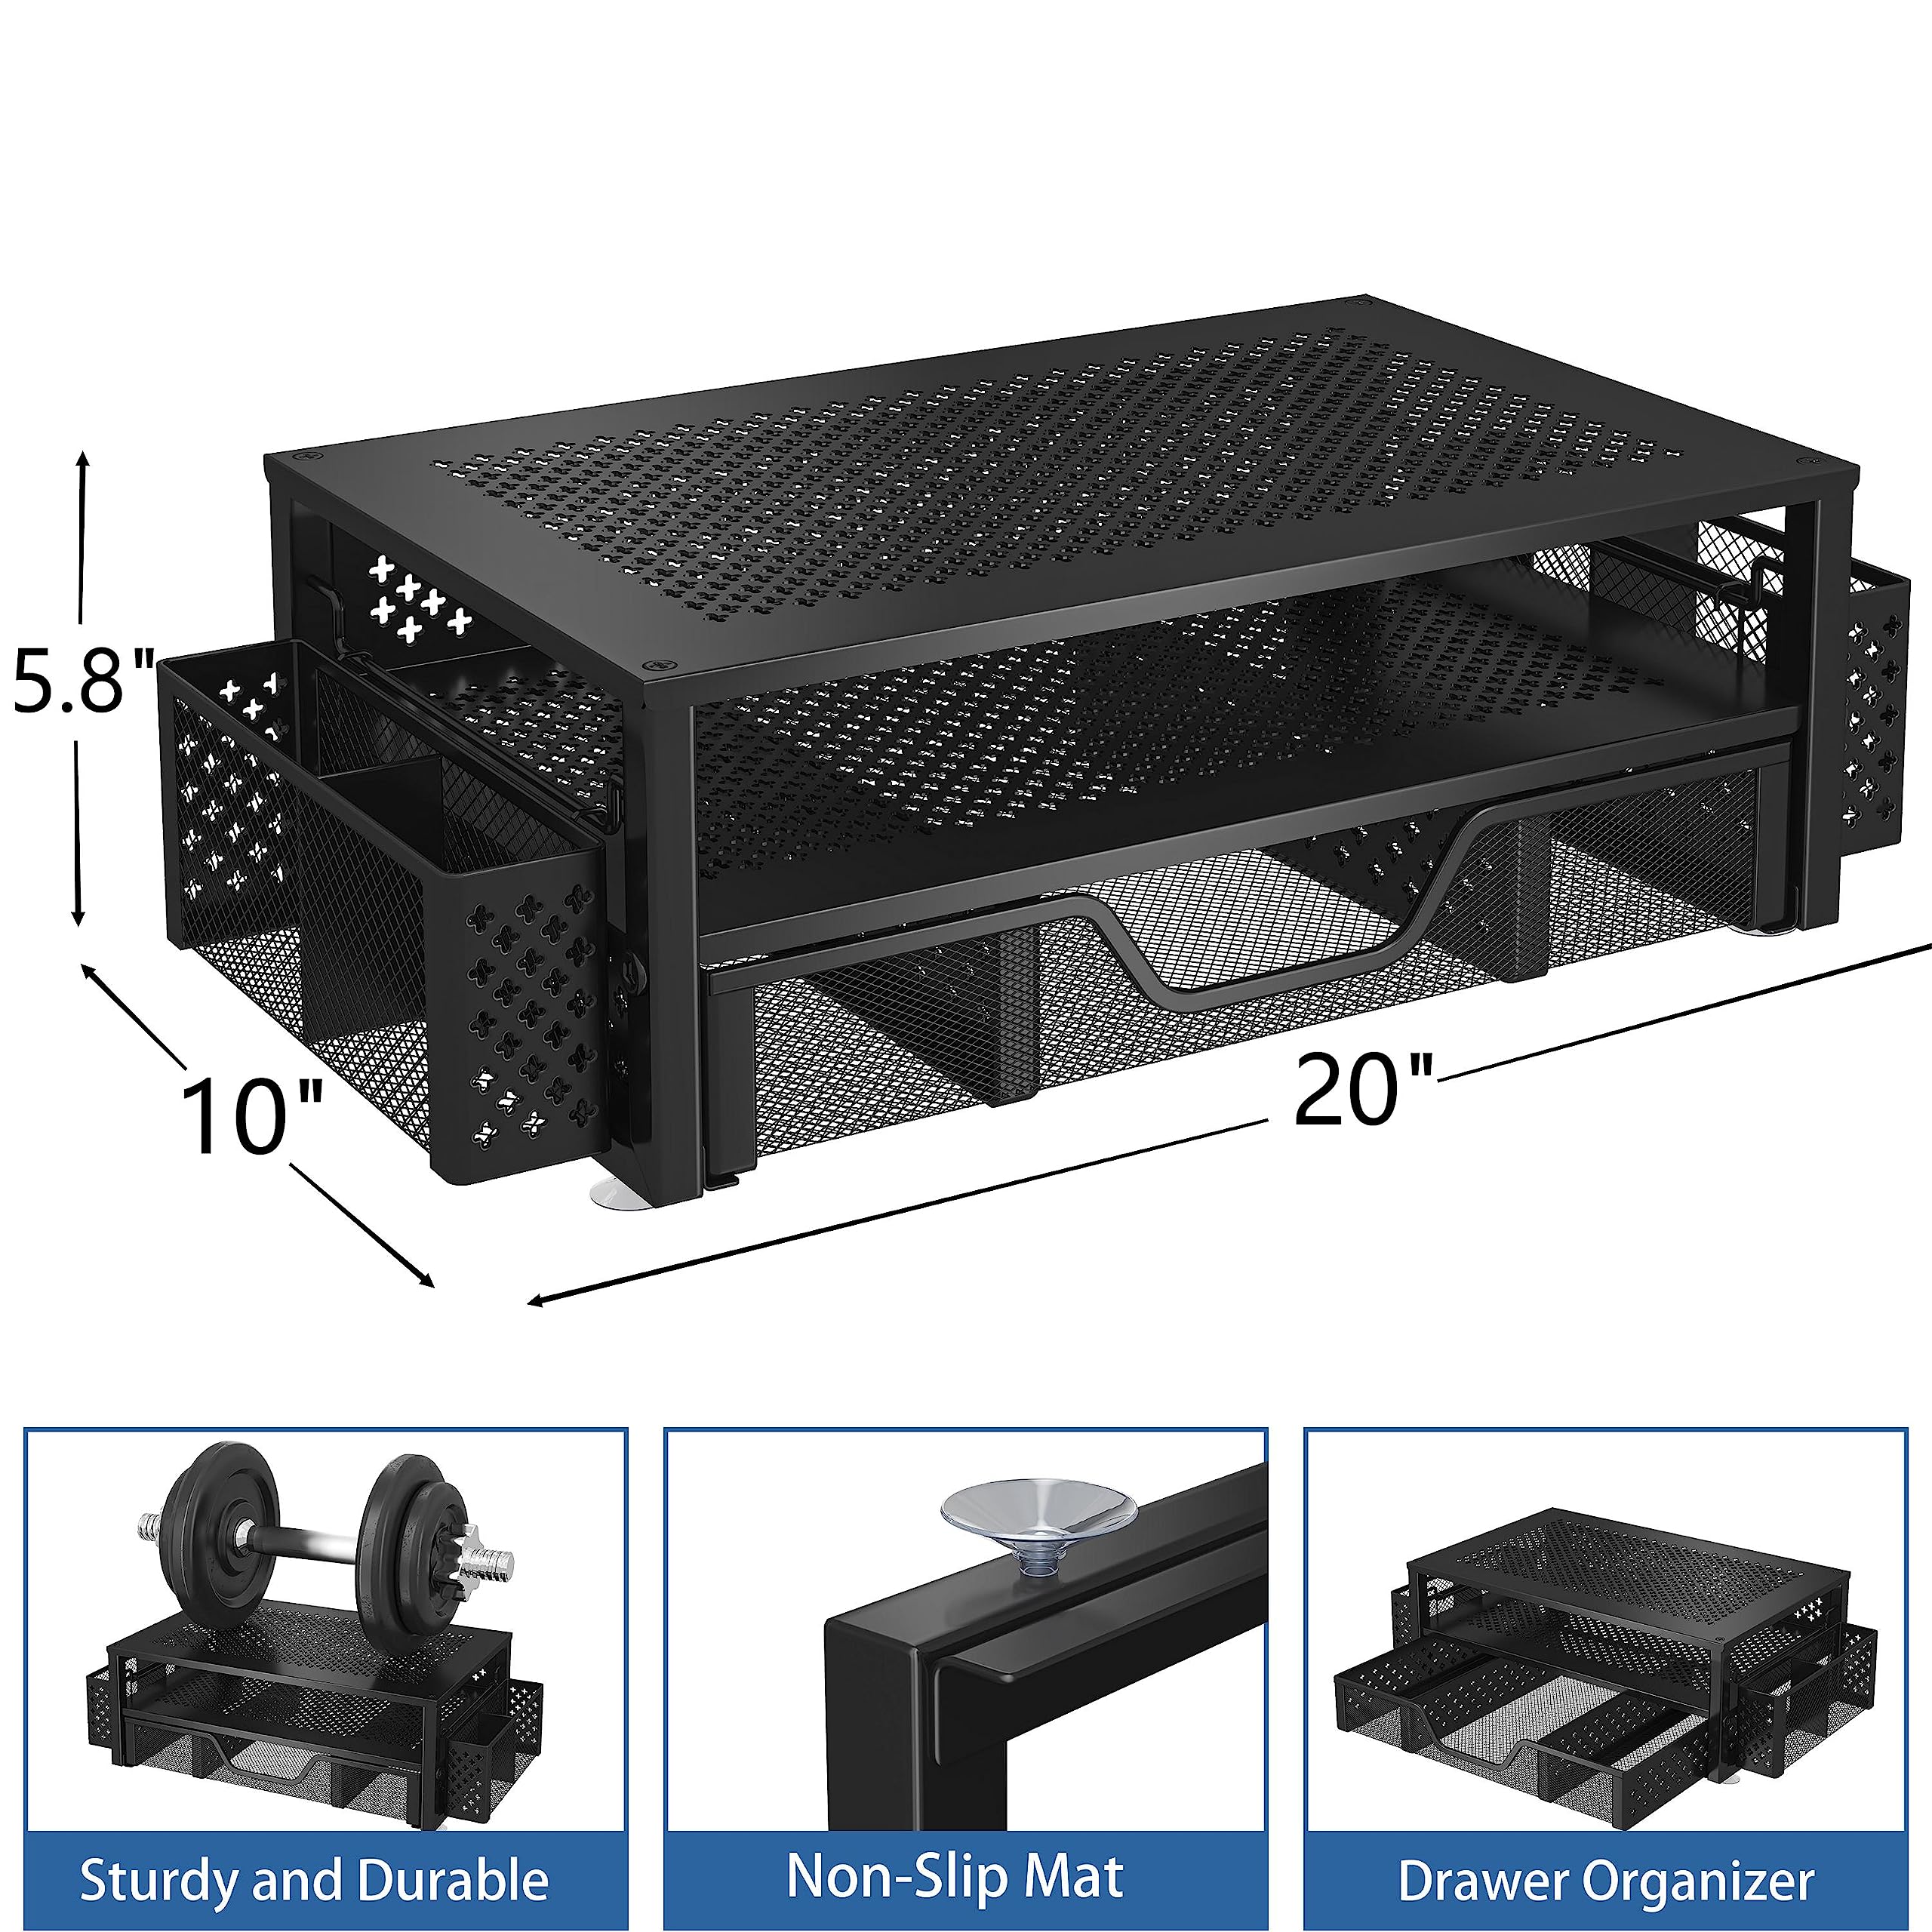 5.8"
10"
20"
Sturdy and Durable
Non-Slip Mat
Drawer Organizer